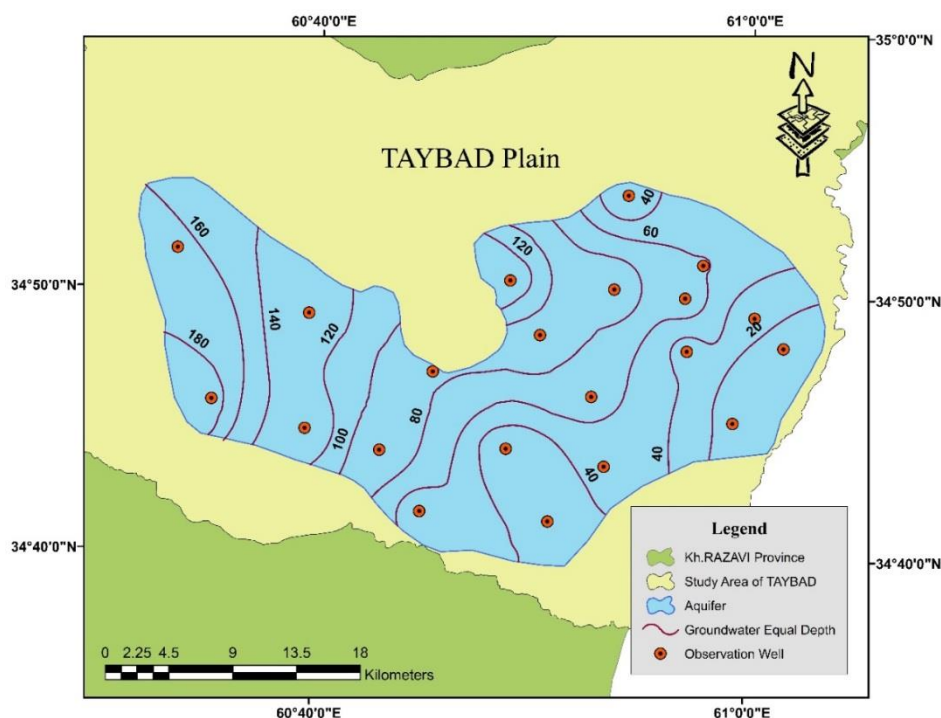 60°40'0"E
61°0'0"E
35°0'0"N
N
TAYBAD Plain
40
160
60
120
34°50'0"N
34°50'0"N
140
20
120
180
80
100
40
40
34°40'0"N
34°40'0"N
Legend
Kh.RAZAVI Province
Study Area of TAYBAD
Aquifer
Groundwater Equal Depth
Observation Well
0 2.25 4.5 9 13.5 18
Kilometers
60°40'0"E
61°0'0"E